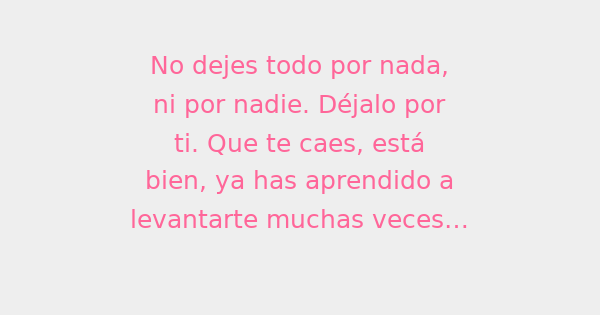 No dejes todo por nada,
ni por nadie. Déjalo por
ti. Que te caes, está
bien, ya has aprendido a
levantarte muchas veces...